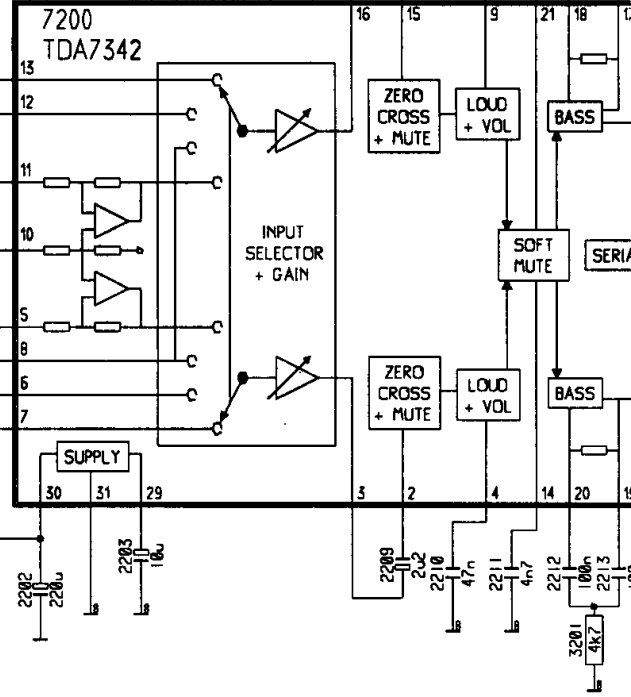 7200
TDA7342
16 15 9 21 18
13
12
11
10
5
8
6
7
ZERO
CROSS
+ MUTE
LOUD
+ VOL
BASS
INPUT
SELECTOR
+ GAIN
SOFT
MUTE
SERIA
ZERO
CROSS
+ MUTE
LOUD
+ VOL
BASS
SUPPLY
30 31 29 3 2 4 14 20 19
2202
220u
2203
10u
2209
2u2
2210
47n
2211
4n7
2212
100n
2213
3201
4k7